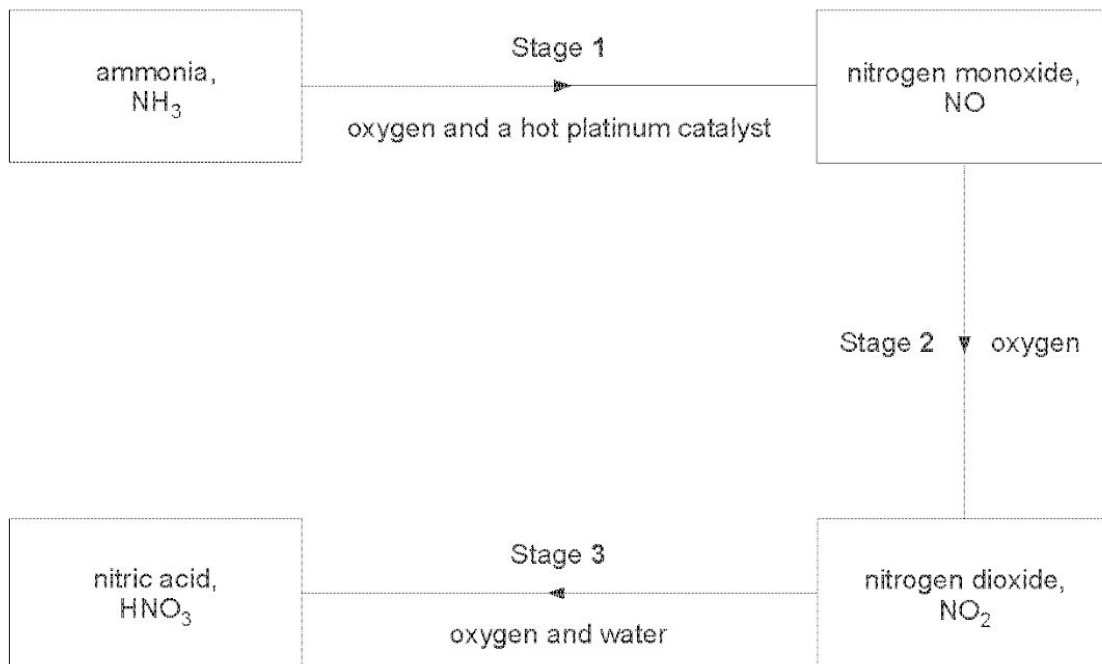 ammonia,
NH₃
Stage 1
oxygen and a hot platinum catalyst
nitrogen monoxide,
NO
Stage 2
oxygen
nitrogen dioxide,
NO₂
Stage 3
oxygen and water
nitric acid,
HNO₃